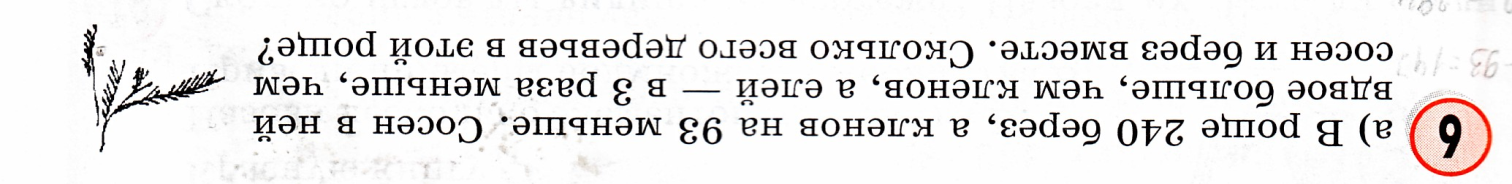 6 а) В роще 240 берез, а кленов на 93 меньше. Сосен в ней
вдвое больше, чем кленов, а елей — в 3 раза меньше, чем
сосен и берез вместе. Сколько всего деревьев в этой роще?